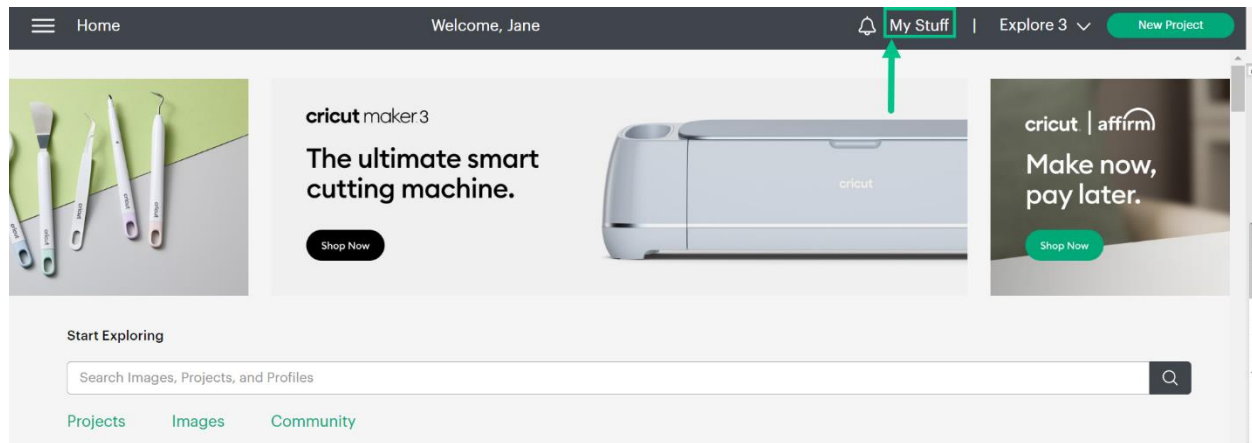 Home
Welcome, Jane
My Stuff | Explore 3
New Project
cricut maker 3
The ultimate smart
cutting machine.
Shop Now
cricut
cricut | affirm
Make now,
pay later.
Shop Now
Start Exploring
Search Images, Projects, and Profiles
Projects Images Community